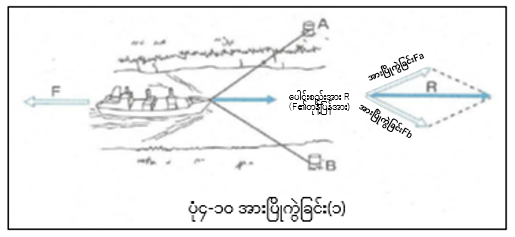 A
F
ပေါင်းစည်းအား R
(F၏တုန့်ပြန်အား)
B
အားပြိုကွဲခြင်းFa
R
အားပြိုကွဲခြင်းFb
ပုံ၄-၁၀ အားပြိုကွဲခြင်း(၁)